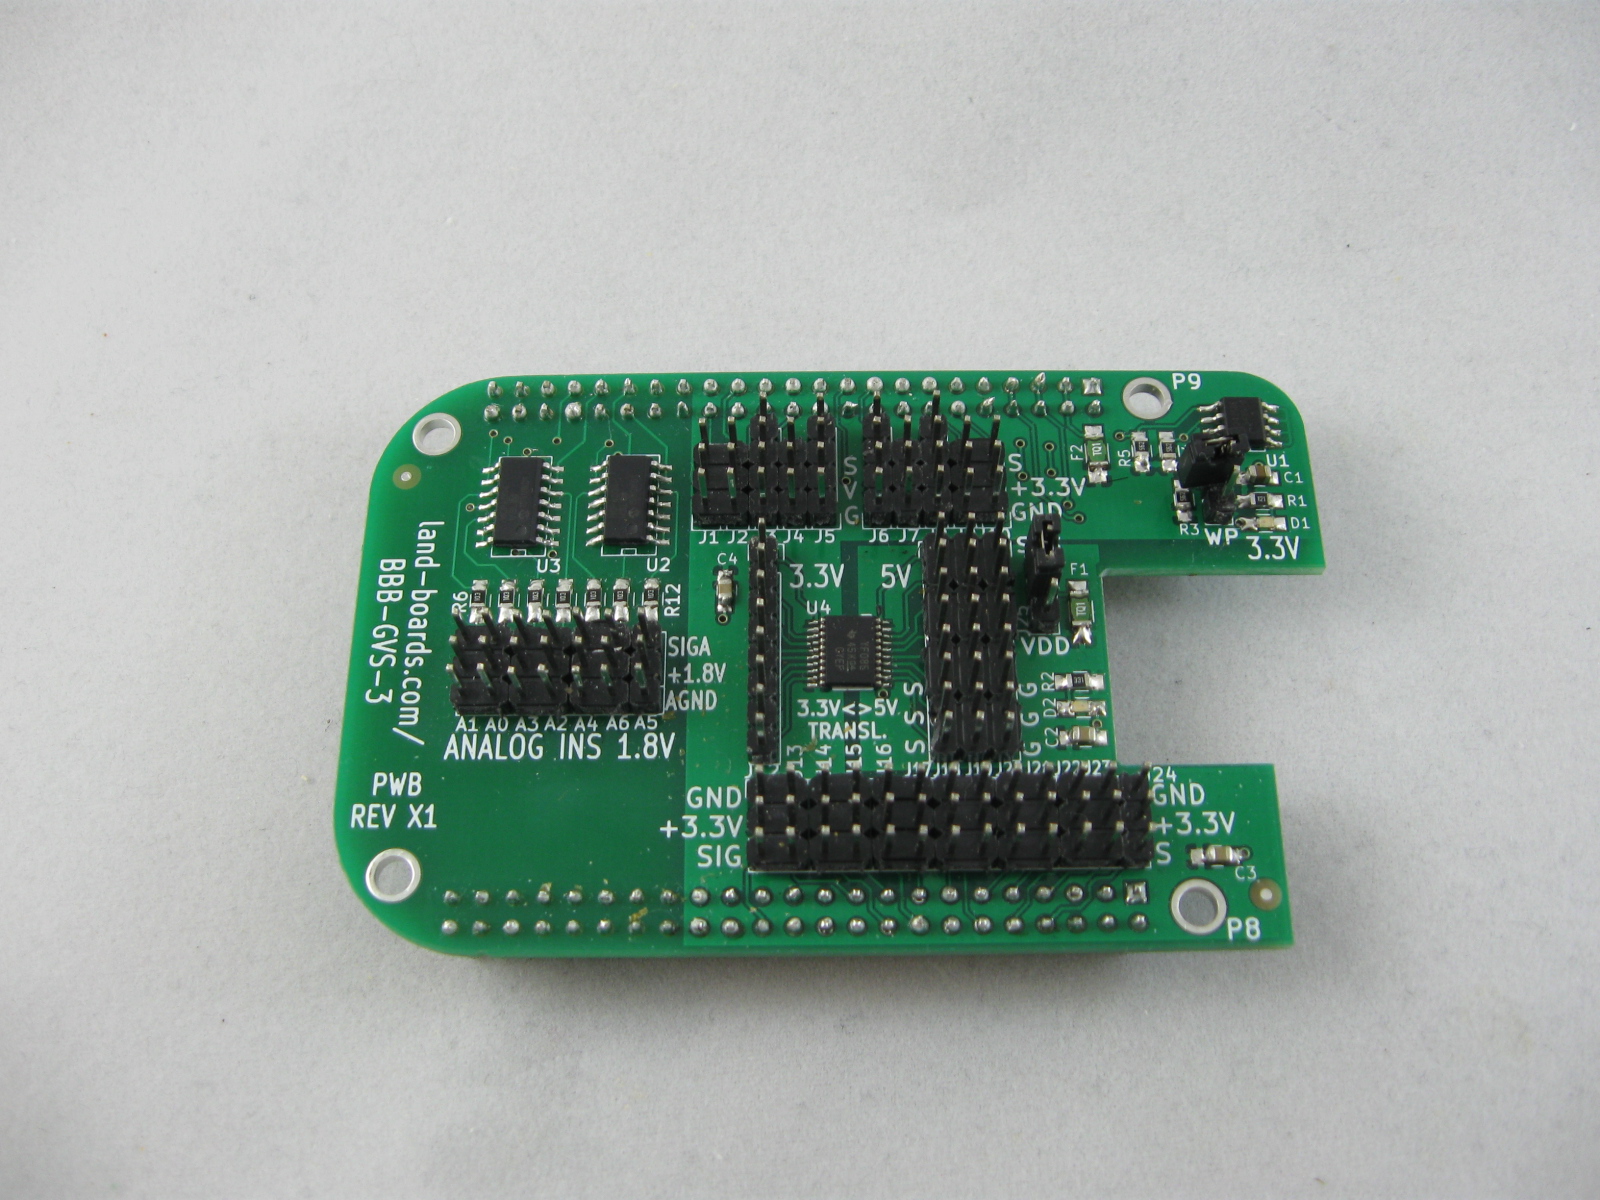 P9
U1
C1
R1
D1
R3
WP
3.3V
F2
R5
S
+3.3V
GND
S
V
G
J1 J2 J4 J5
J6 J7
land-boards.com/
BBB-GVS-3
U3
U2
R6
R12
SIGA
+1.8V
AGND
A1 A0 A3 A2 A4 A6 A5
ANALOG INS 1.8V
PWB
REV X1
C4
3.3V
5V
U4
3.3V<>5V
TRANSL.
F1
VDD
R2
D2
C2
S
S
S
G
G
G
GND
+3.3V
SIG
GND
+3.3V
S
C3
P8